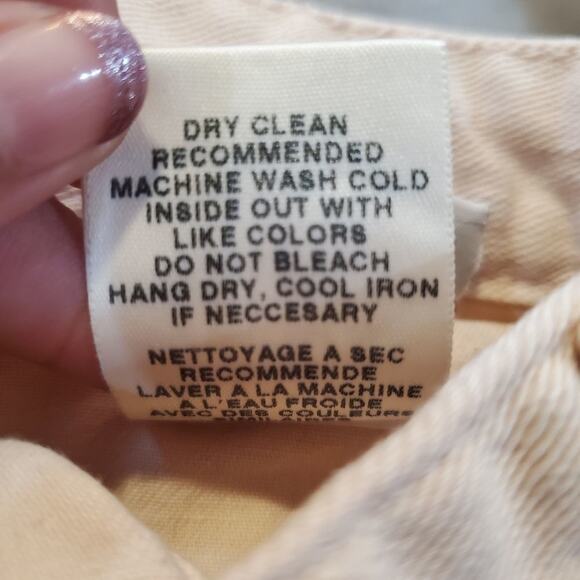 DRY CLEAN
RECOMMENDED
MACHINE WASH COLD
INSIDE OUT WITH
LIKE COLORS
DO NOT BLEACH
HANG DRY, COOL IRON
IF NECCESARY
NETTOYAGE A SEC
RECOMMENDE
LAVER A LA MACHINE
A L'EAU FROIDE
AVEC DES COULEURS
SIMILAIRES